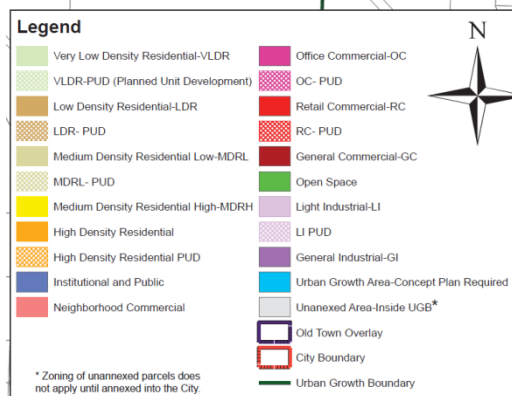 Legend
N
Very Low Density Residential-VLDR
VLDR-PUD (Planned Unit Development)
Low Density Residential-LDR
LDR- PUD
Medium Density Residential Low-MDRL
MDRL- PUD
Medium Density Residential High-MDRH
High Density Residential
High Density Residential PUD
Institutional and Public
Neighborhood Commercial
Office Commercial-OC
OC- PUD
Retail Commercial-RC
RC- PUD
General Commercial-GC
Open Space
Light Industrial-LI
LI PUD
General Industrial-GI
Urban Growth Area-Concept Plan Required
Unanexed Area-Inside UGB*
Old Town Overlay
City Boundary
Urban Growth Boundary
* Zoning of unannexed parcels does
not apply until annexed into the City.